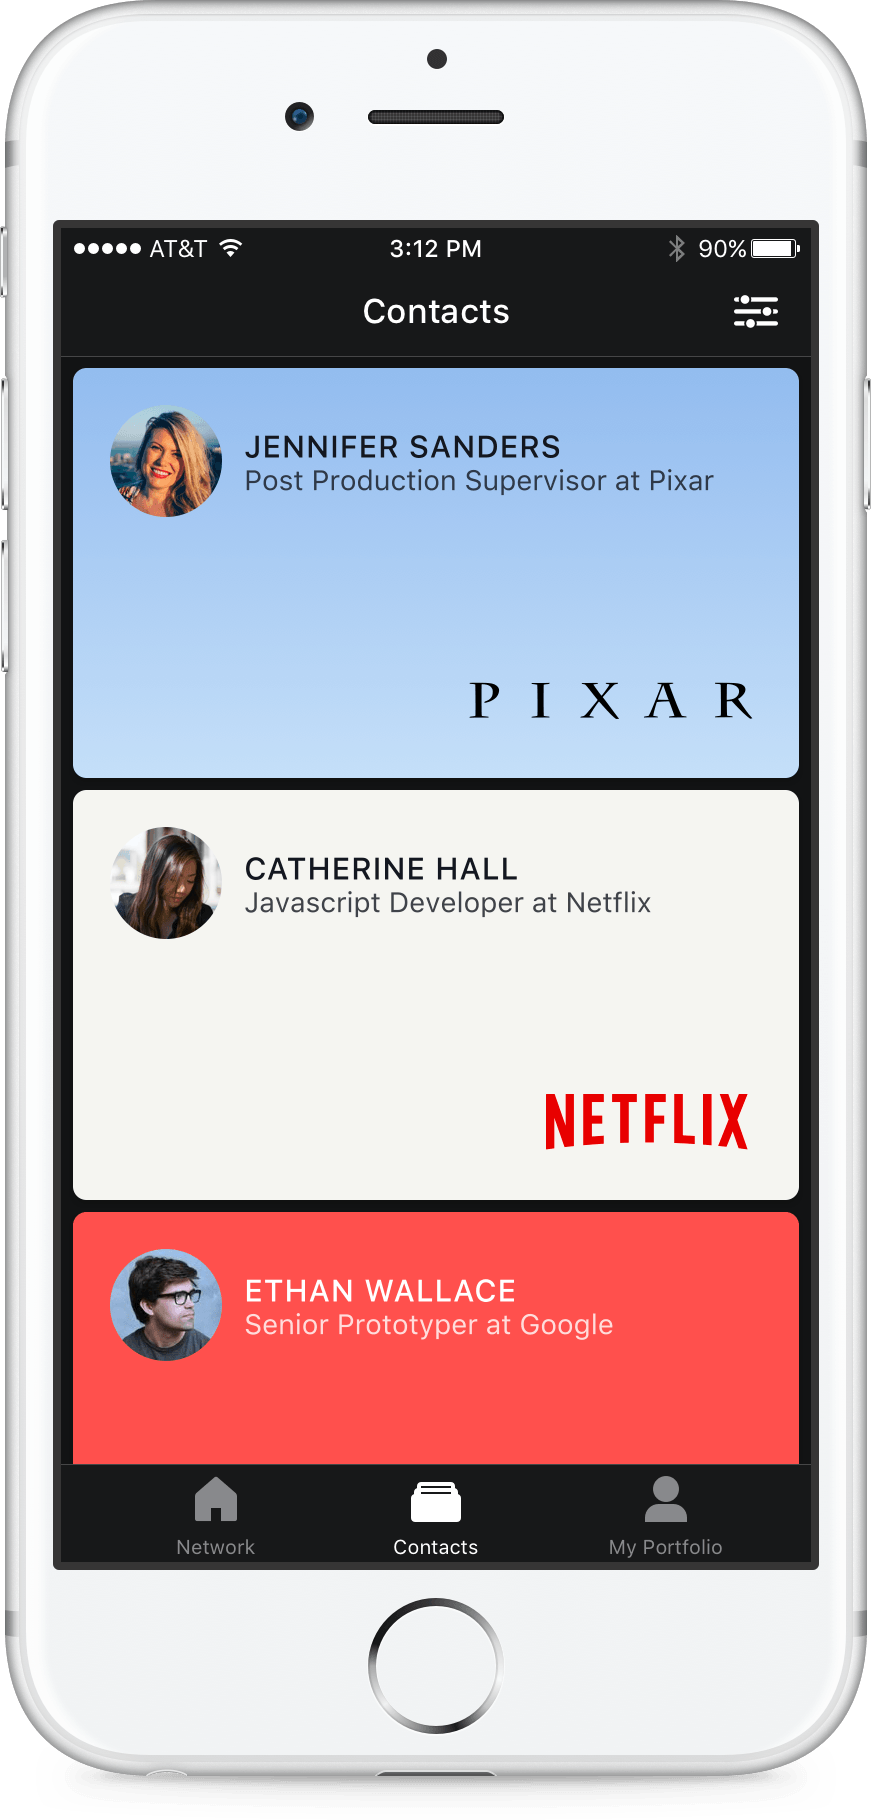 AT&T 3:12 PM 90%
Contacts
JENNIFER SANDERS
Post Production Supervisor at Pixar
PIXAR
CATHERINE HALL
Javascript Developer at Netflix
NETFLIX
ETHAN WALLACE
Senior Prototyper at Google
Network Contacts My Portfolio